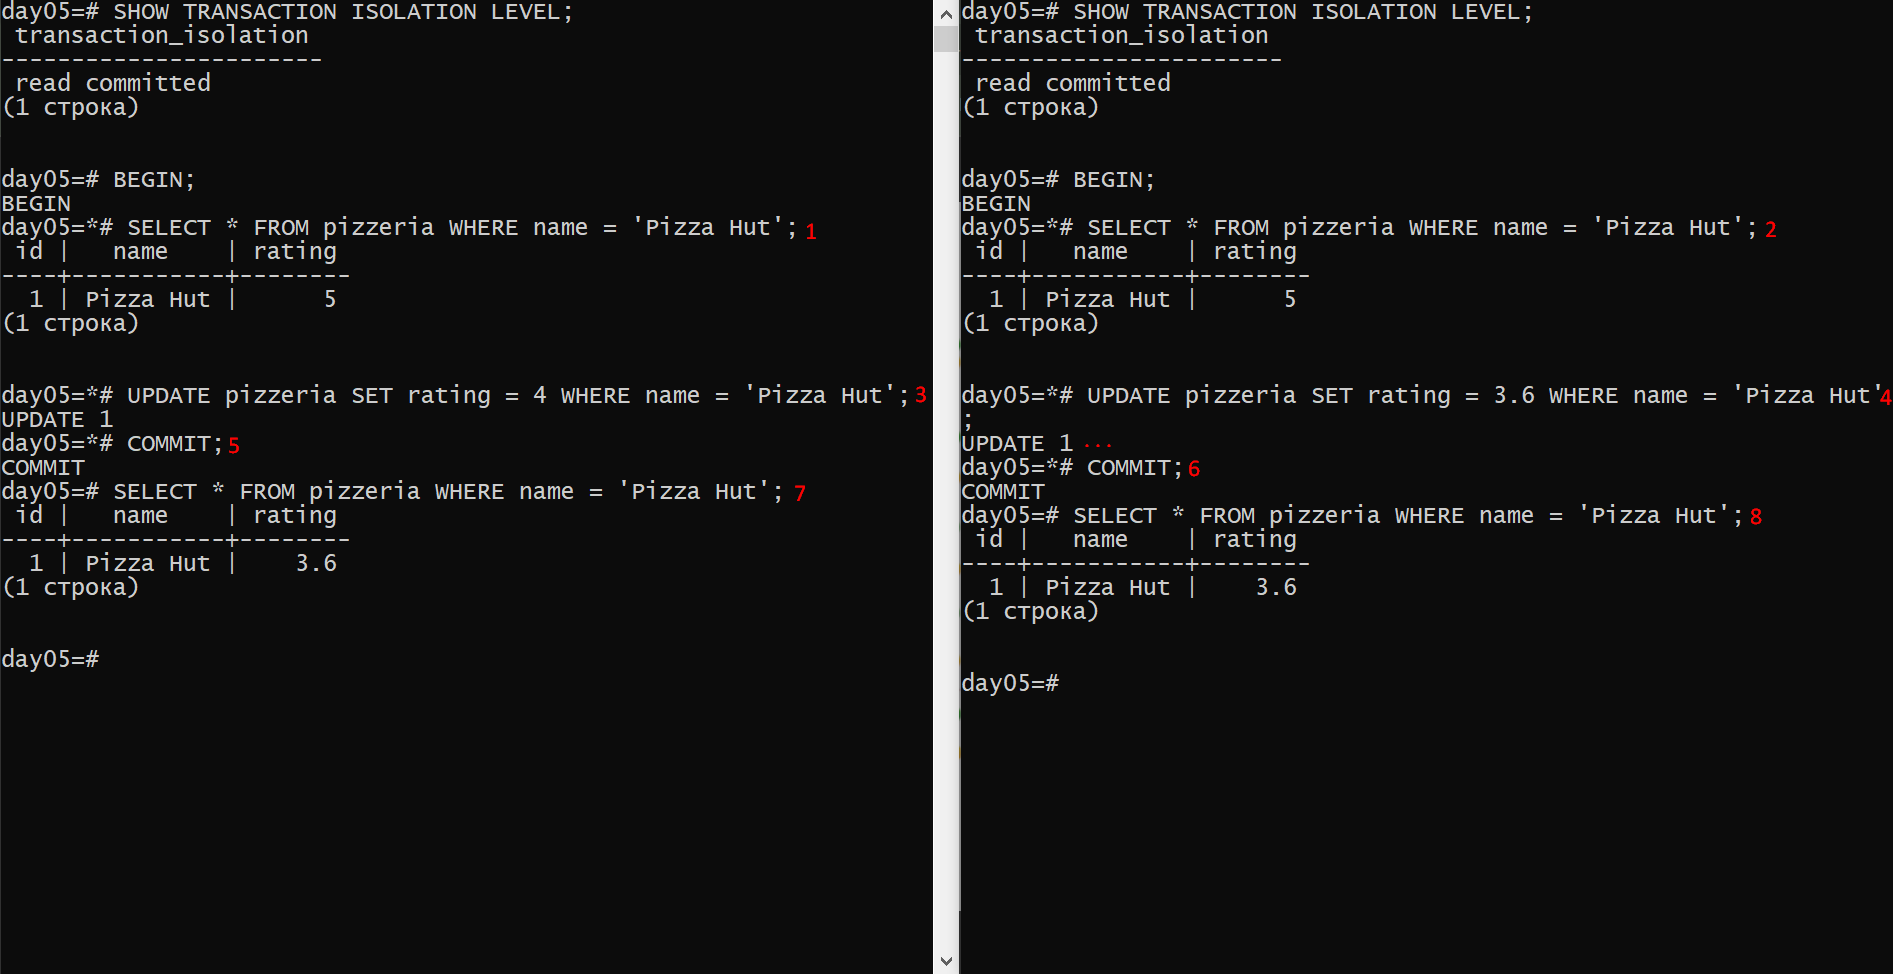 day05=# SHOW TRANSACTION ISOLATION LEVEL;
 transaction_isolation
-----------------------
 read committed
(1 строка)
day05=# BEGIN;
BEGIN
day05=*# SELECT * FROM pizzeria WHERE name = 'Pizza Hut'; 1
 id |   name    | rating
----+-----------+--------
  1 | Pizza Hut |      5
(1 строка)
day05=*# UPDATE pizzeria SET rating = 4 WHERE name = 'Pizza Hut'; 3
UPDATE 1
day05=*# COMMIT; 5
COMMIT
day05=# SELECT * FROM pizzeria WHERE name = 'Pizza Hut'; 7
 id |   name    | rating
----+-----------+--------
  1 | Pizza Hut |    3.6
(1 строка)
day05=#
day05=# SHOW TRANSACTION ISOLATION LEVEL;
 transaction_isolation
-----------------------
 read committed
(1 строка)
day05=# BEGIN;
BEGIN
day05=*# SELECT * FROM pizzeria WHERE name = 'Pizza Hut'; 2
 id |   name    | rating
----+-----------+--------
  1 | Pizza Hut |      5
(1 строка)
day05=*# UPDATE pizzeria SET rating = 3.6 WHERE name = 'Pizza Hut' 4
;
UPDATE 1 ...
day05=*# COMMIT; 6
COMMIT
day05=# SELECT * FROM pizzeria WHERE name = 'Pizza Hut'; 8
 id |   name    | rating
----+-----------+--------
  1 | Pizza Hut |    3.6
(1 строка)
day05=#